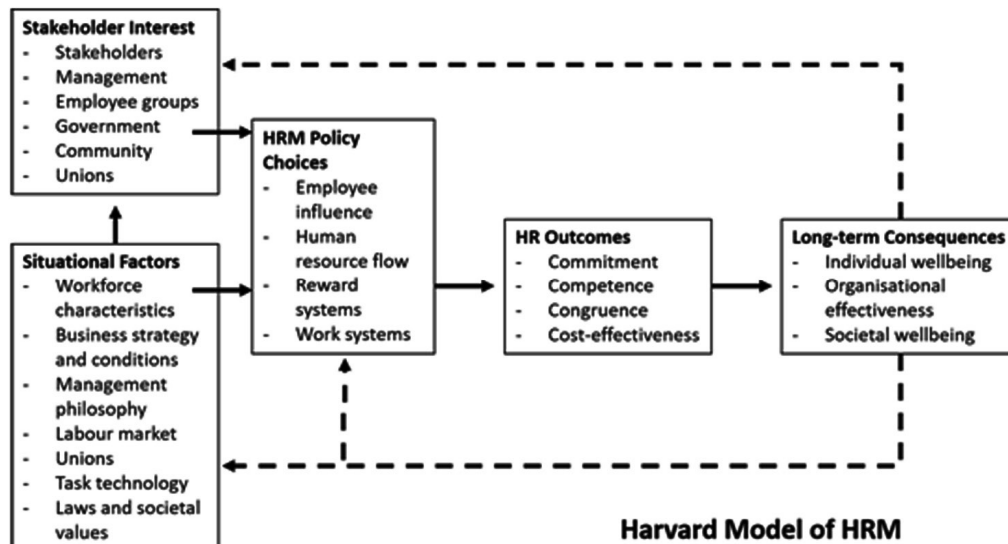 Stakeholder Interest
- Stakeholders
- Management
- Employee groups
- Government
- Community
- Unions
Situational Factors
- Workforce
characteristics
- Business strategy
and conditions
- Management
philosophy
- Labour market
- Unions
- Task technology
- Laws and societal
values
HRM Policy
Choices
- Employee
influence
- Human
resource flow
- Reward
systems
- Work systems
HR Outcomes
- Commitment
- Competence
- Congruence
- Cost-effectiveness
Long-term Consequences
- Individual wellbeing
- Organisational
effectiveness
- Societal wellbeing
Harvard Model of HRM